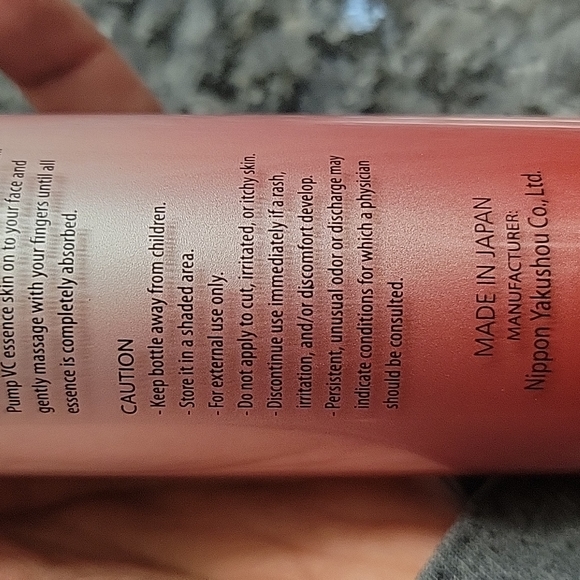 Pump VC essence skin on to your face and
gently massage with your fingers until all
essence is completely absorbed.
CAUTION
- Keep bottle away from children.
- Store it in a shaded area.
- For external use only.
- Do not apply to cut, irritated, or itchy skin.
- Discontinue use immediately if a rash,
irritation, and/or discomfort develop.
- Persistent, unusual odor or discharge may
indicate conditions for which a physician
should be consulted.
MADE IN JAPAN
MANUFACTURER:
Nippon Yakushou Co., Ltd.